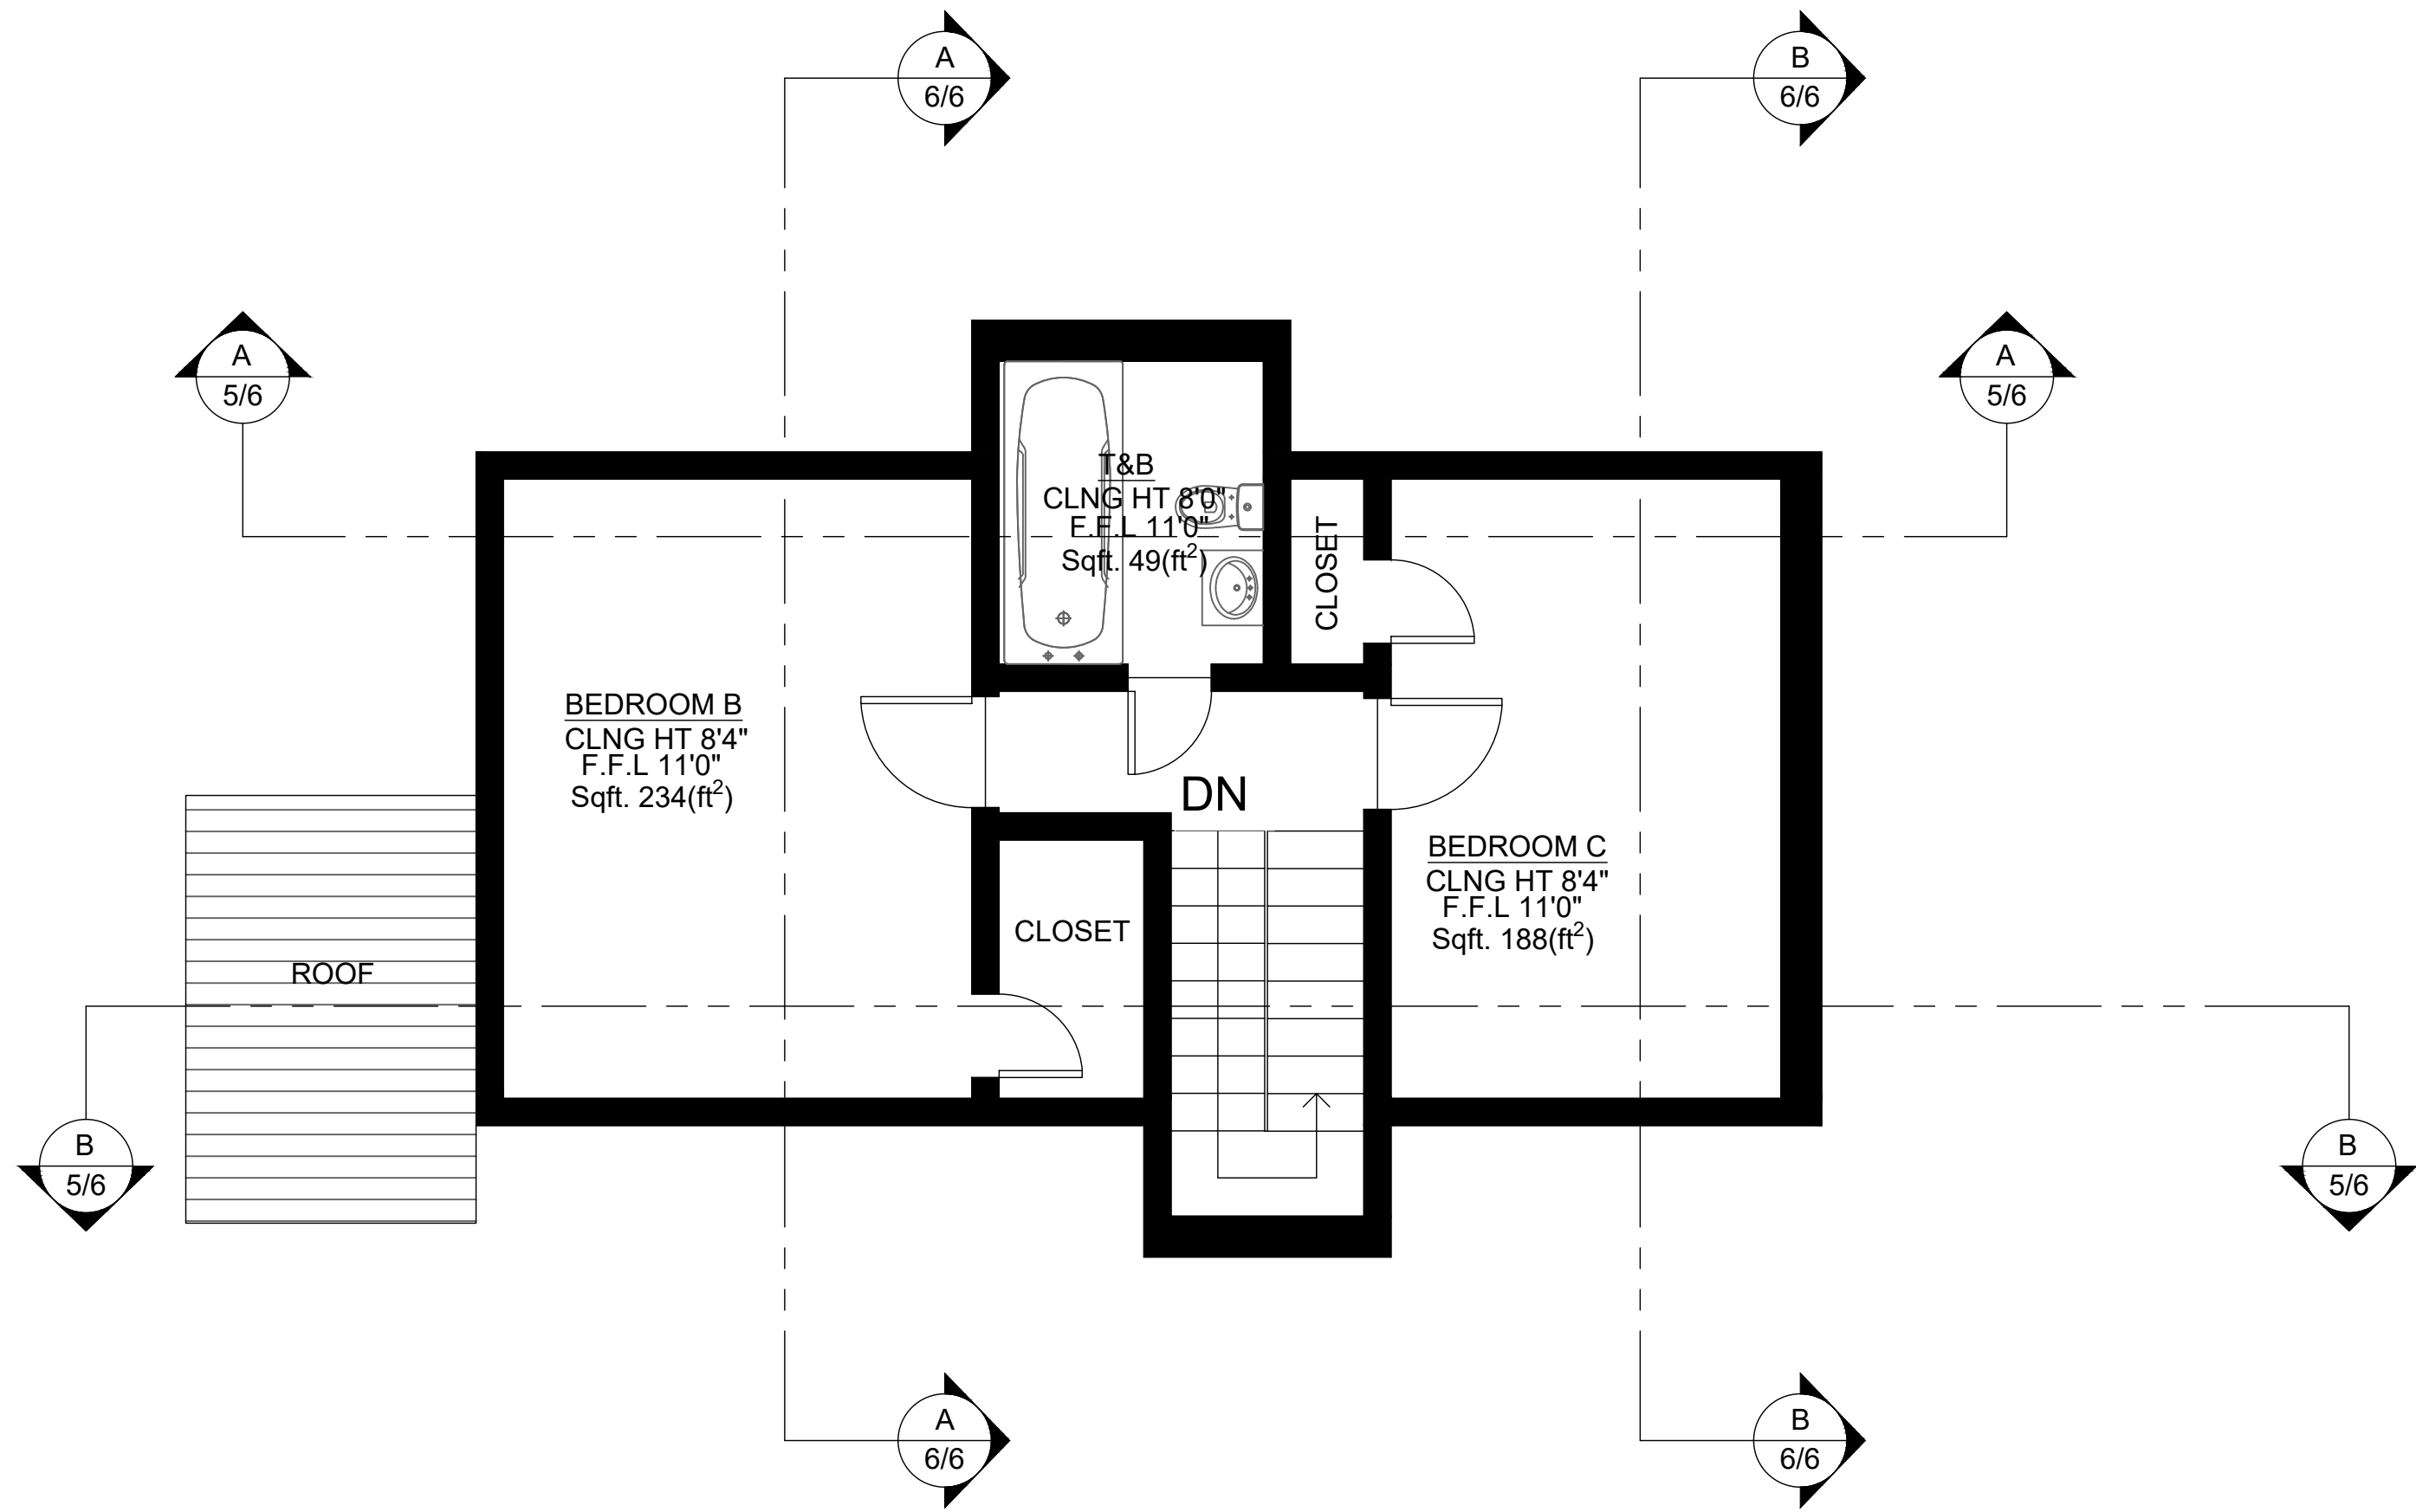 A
6/6
B
6/6
A
5/6
A
5/6
T&B
CLNG HT 8'0"
F.F.L 11'0"
Sqft. 49(ft²)
CLOSET
BEDROOM B
CLNG HT 8'4"
F.F.L 11'0"
Sqft. 234(ft²)
DN
BEDROOM C
CLNG HT 8'4"
F.F.L 11'0"
Sqft. 188(ft²)
CLOSET
ROOF
B
5/6
B
5/6
A
6/6
B
6/6